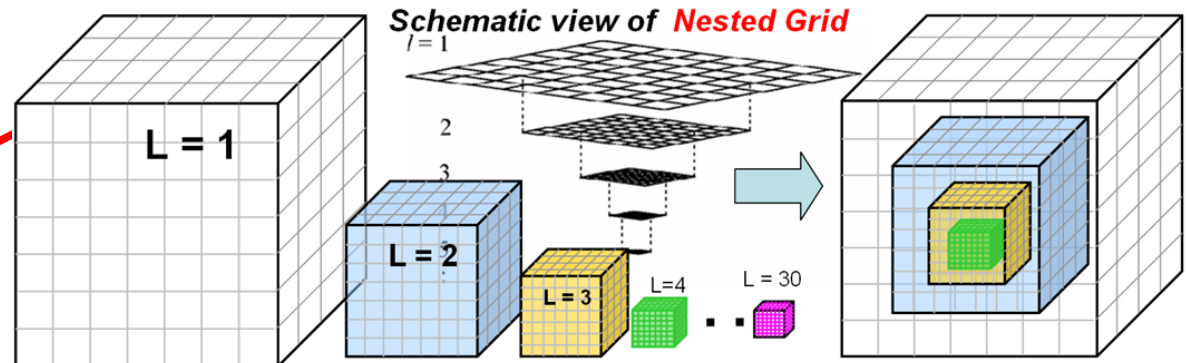 Schematic view of Nested Grid
l = 1
2
3
L = 1
L = 2
L = 3
L=4
L = 30